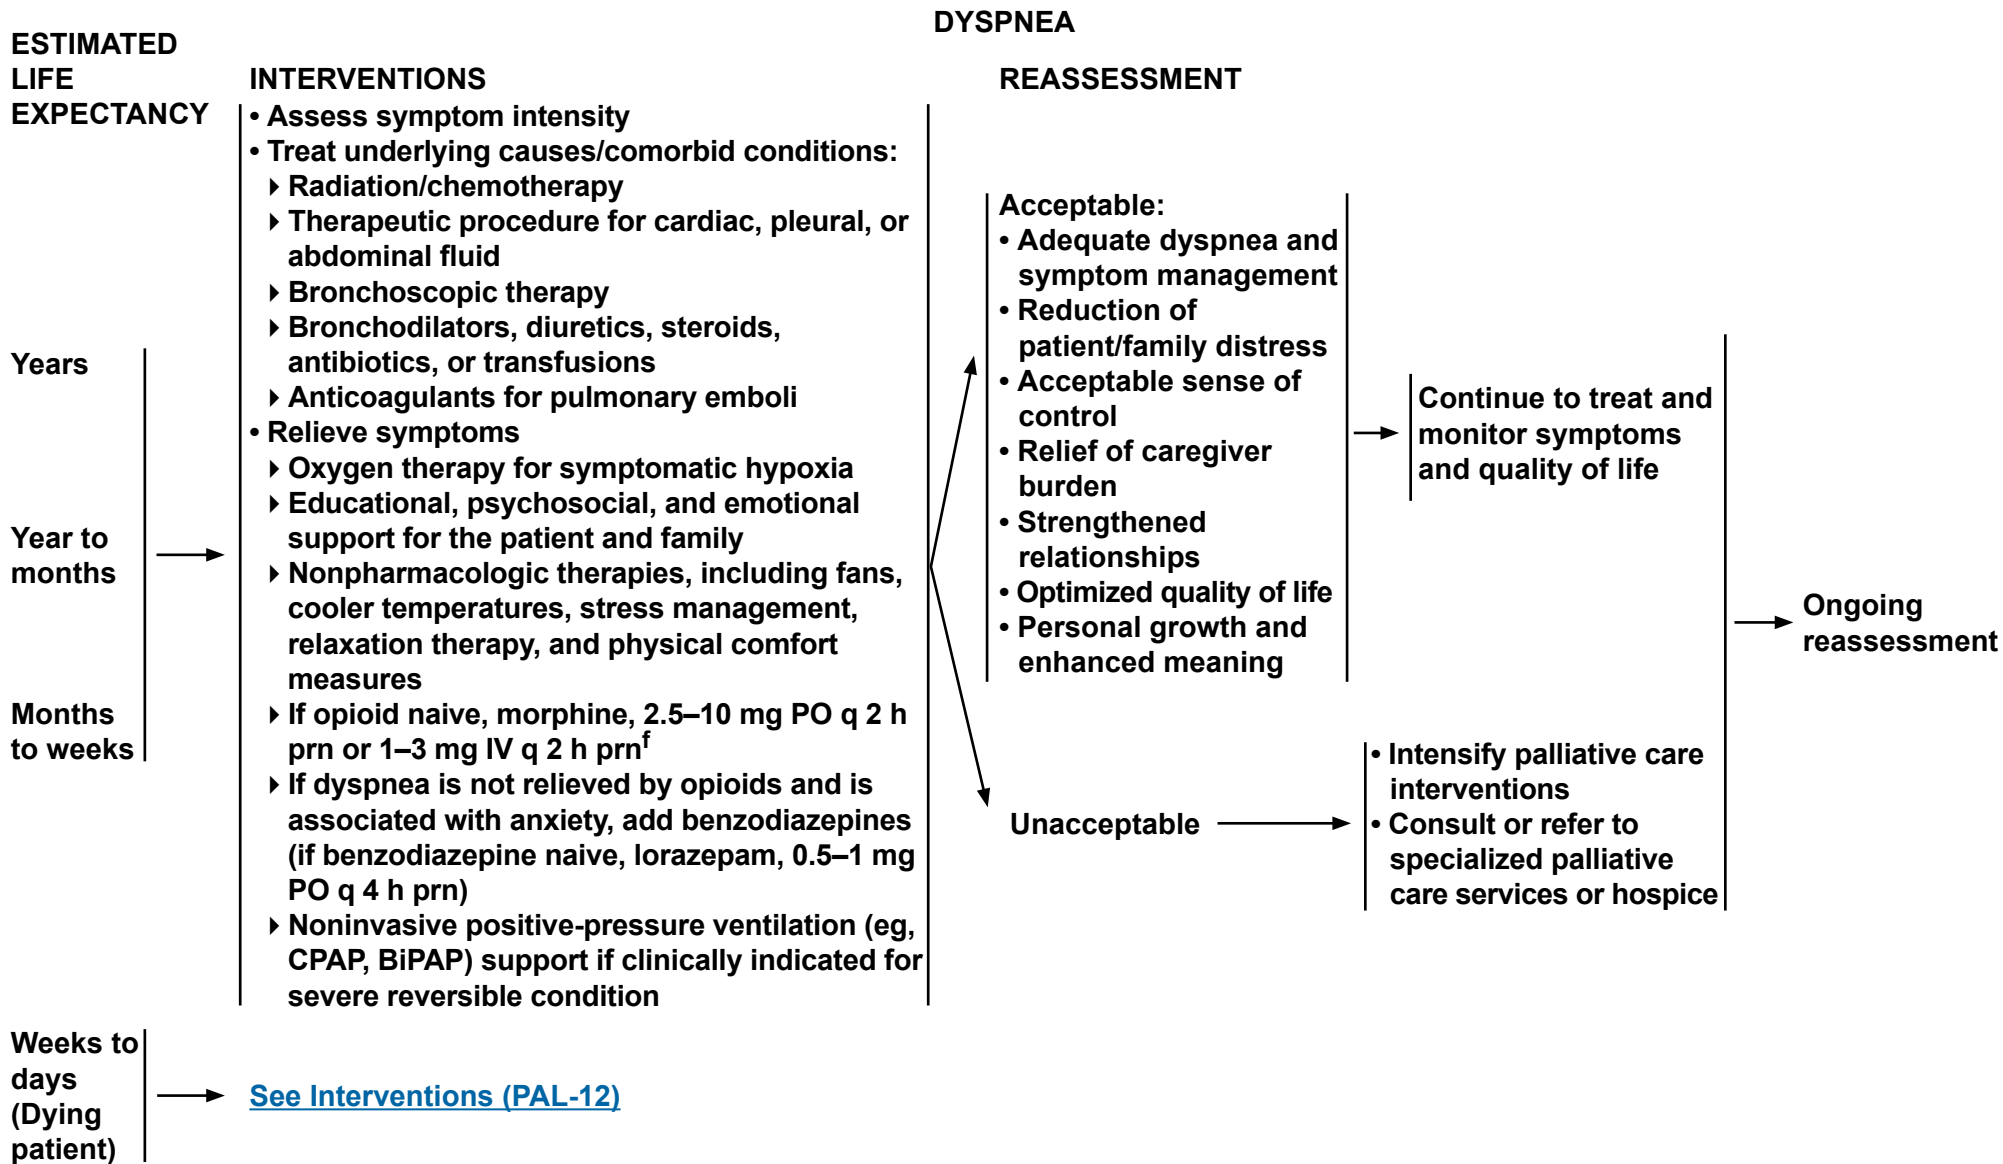 DYSPNEA
ESTIMATED
LIFE
EXPECTANCY
INTERVENTIONS
REASSESSMENT
Years
Year to
months
Months
to weeks
• Assess symptom intensity
• Treat underlying causes/comorbid conditions:
▸ Radiation/chemotherapy
▸ Therapeutic procedure for cardiac, pleural, or
abdominal fluid
▸ Bronchoscopic therapy
▸ Bronchodilators, diuretics, steroids,
antibiotics, or transfusions
▸ Anticoagulants for pulmonary emboli
• Relieve symptoms
▸ Oxygen therapy for symptomatic hypoxia
▸ Educational, psychosocial, and emotional
support for the patient and family
▸ Nonpharmacologic therapies, including fans,
cooler temperatures, stress management,
relaxation therapy, and physical comfort
measures
▸ If opioid naive, morphine, 2.5–10 mg PO q 2 h
prn or 1–3 mg IV q 2 h prnf
▸ If dyspnea is not relieved by opioids and is
associated with anxiety, add benzodiazepines
(if benzodiazepine naive, lorazepam, 0.5–1 mg
PO q 4 h prn)
▸ Noninvasive positive-pressure ventilation (eg,
CPAP, BiPAP) support if clinically indicated for
severe reversible condition
Acceptable:
• Adequate dyspnea and
symptom management
• Reduction of
patient/family distress
• Acceptable sense of
control
• Relief of caregiver
burden
• Strengthened
relationships
• Optimized quality of life
• Personal growth and
enhanced meaning
Continue to treat and
monitor symptoms
and quality of life
Unacceptable
• Intensify palliative care
interventions
• Consult or refer to
specialized palliative
care services or hospice
Ongoing
reassessment
Weeks to
days
(Dying
patient)
See Interventions (PAL-12)